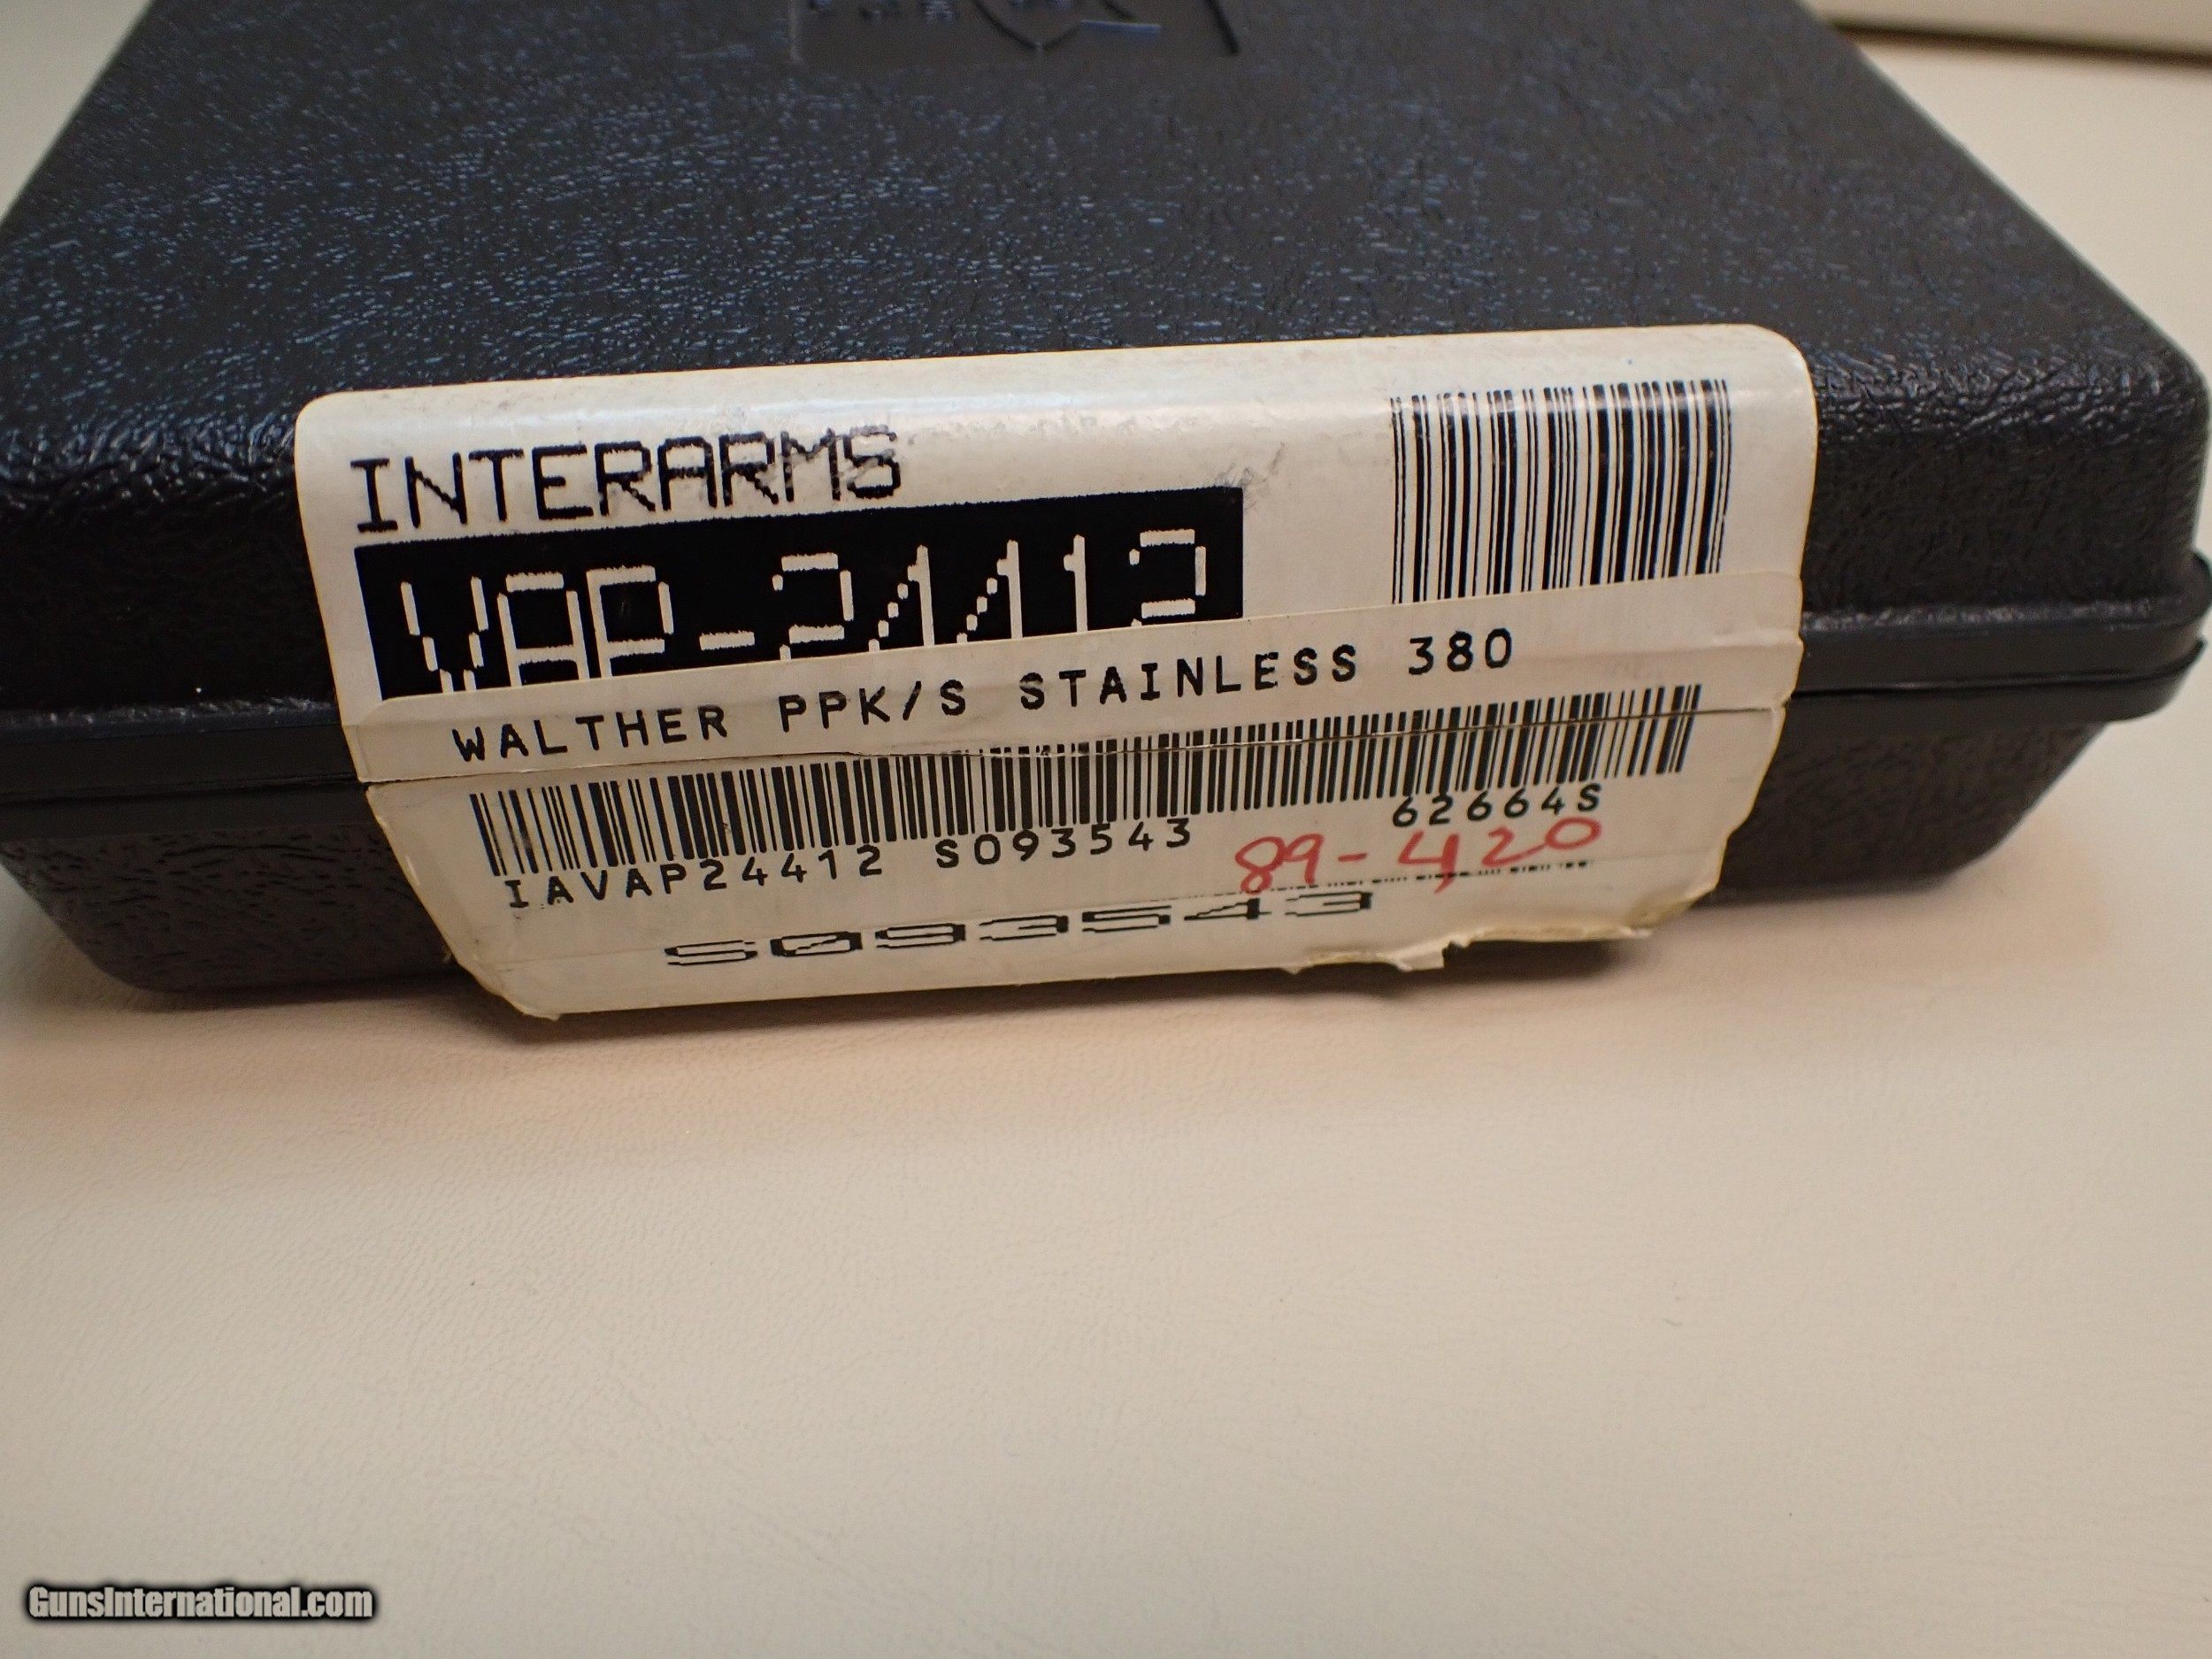 INTERARMS
VAP-24412
WALTHER PPK/S STAINLESS 380
IAVAP24412 S093543 62664S
89-420
S093543
GunsInternational.com